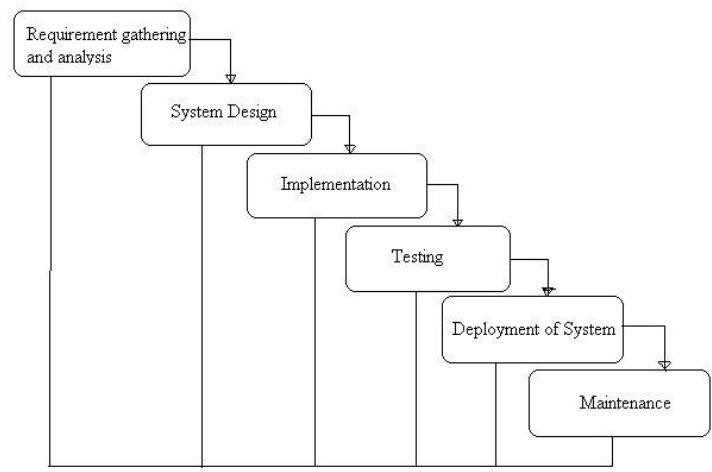 Requirement gathering
and analysis
System Design
Implementation
Testing
Deployment of System
Maintenance